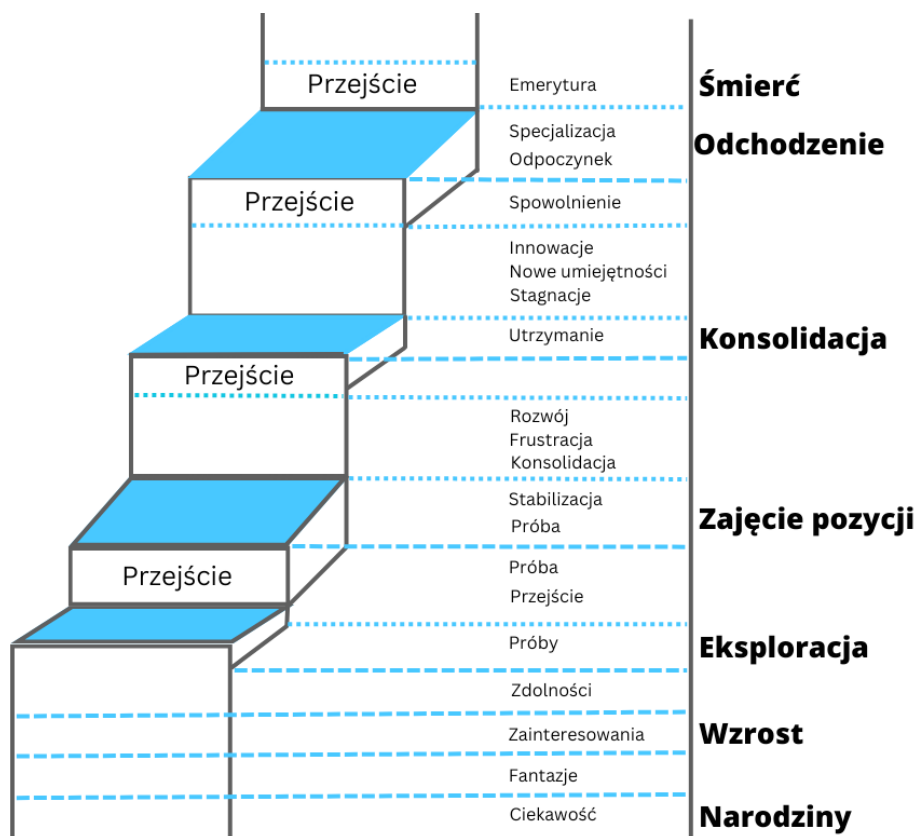 Przejście
Emerytura
Śmierć
Specjalizacja
Odchodzenie
Odpoczynek
Przejście
Spowolnienie
Innowacje
Nowe umiejętności
Stagnacje
Utrzymanie
Konsolidacja
Przejście
Rozwój
Frustracja
Konsolidacja
Stabilizacja
Zajęcie pozycji
Próba
Przejście
Próba
Przejście
Próby
Eksploracja
Zdolności
Zainteresowania
Wzrost
Fantazje
Ciekawość
Narodziny